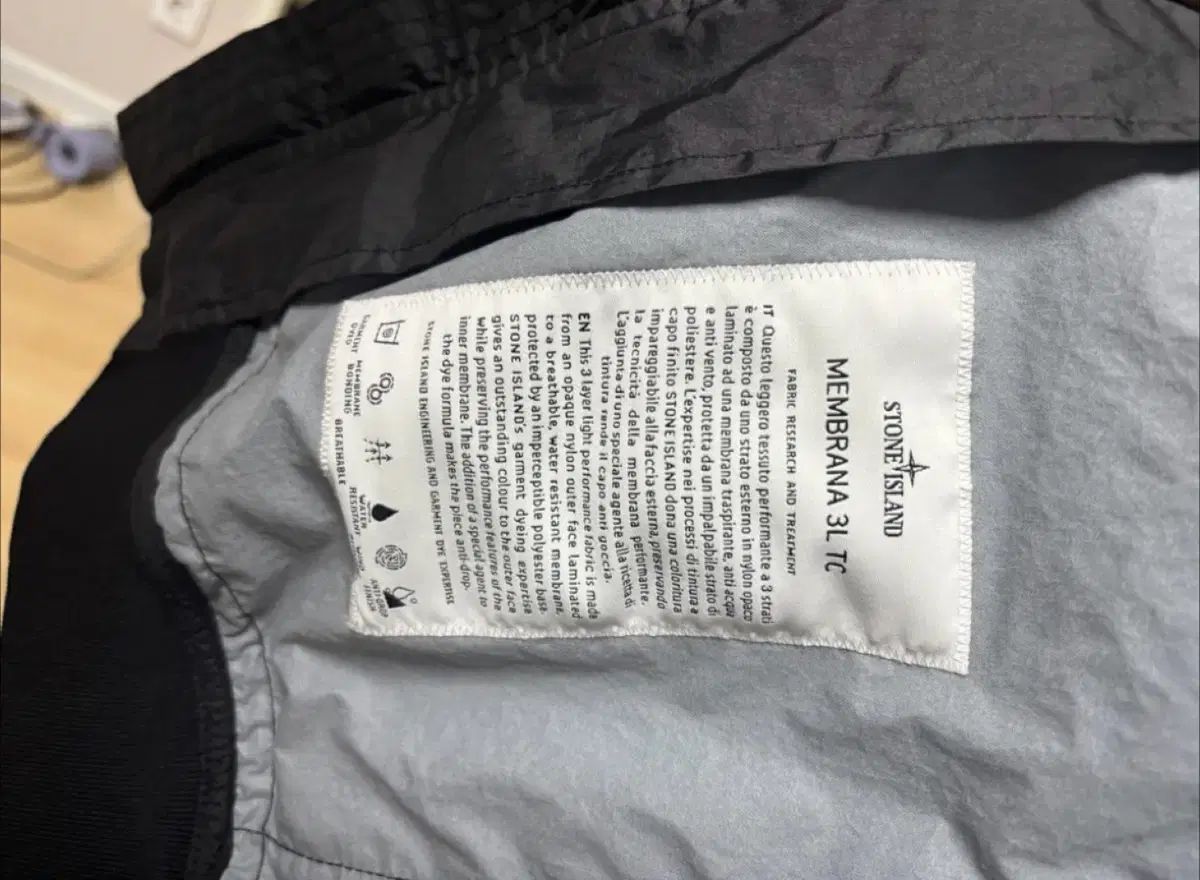 STONE ISLAND
MEMBRANA 3L TC
FABRIC RESEARCH AND TREATMENT
IT Questo leggero tessuto performante a 3 strati
è composto da uno strato esterno in nylon opaco
laminato ad una membrana traspirante, anti acqua
e anti vento, protetta da un impalpabile strato di
poliestere. L'expertise nei processi di tintura a
capo finito STONE ISLAND dona una coloritura
impareggiabile alla faccia esterna, preservando
la tecnicità della membrana performante.
L'aggiunta di uno speciale agente alla ricetta di
tintura rende il capo anti goccia.
EN This 3 layer light performance fabric is made
from an opaque nylon outer face laminated
to a breathable, water resistant membrane
protected by an imperceptible polyester base.
STONE ISLAND's garment dyeing expertise
gives an outstanding colour to the outer face
while preserving the performance features of the
inner membrane. The addition of a special agent to
the dye formula makes the piece anti-drop.
STONE ISLAND ENGINEERING AND GARMENT DYE EXPERTISE
GARMENT DYED
MEMBRANE BONDING
BREATHABLE
WATER RESISTANT
ANTI-DROP